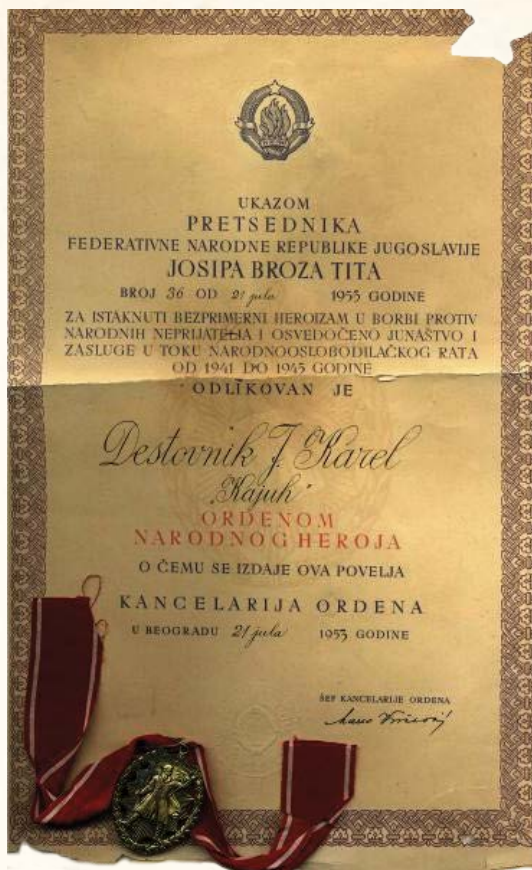 UKAZOM
PRETSEDNIKA
FEDERATIVNE NARODNE REPUBLIKE JUGOSLAVIJE
JOSIPA BROZA TITA
BROJ 36 OD 21 jula 1953 GODINE
ZA ISTAKNUTI BEZPRIMERNI HEROIZAM U BORBI PROTIV
NARODNIH NEPRIJATELJA I OSVEDOČENO JUNAŠTVO I
ZASLUGE U TOKU NARODNOOSLOBODILAČKOG RATA
OD 1941 DO 1945 GODINE
ODLIKOVAN JE
Destovnik J. Karel
"Kajuh"
ORDENOM
NARODNOG HEROJA
O ČEMU SE IZDAJE OVA POVELJA
KANCELARIJA ORDENA
U BEOGRADU 21 jula 1953 GODINE
ŠEF KANCELARIJE ORDENA